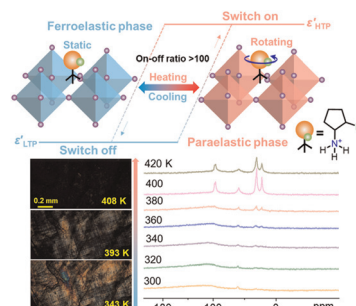 Ferroelastic phase
Switch on
ε'HTP
Static
On-off ratio >100
Rotating
Heating
Cooling
ε'LTP
Switch off
Paraelastic phase
H N H
H
0.2 mm
408 K
393 K
343 K
420 K
400
380
360
340
320
300
ppm